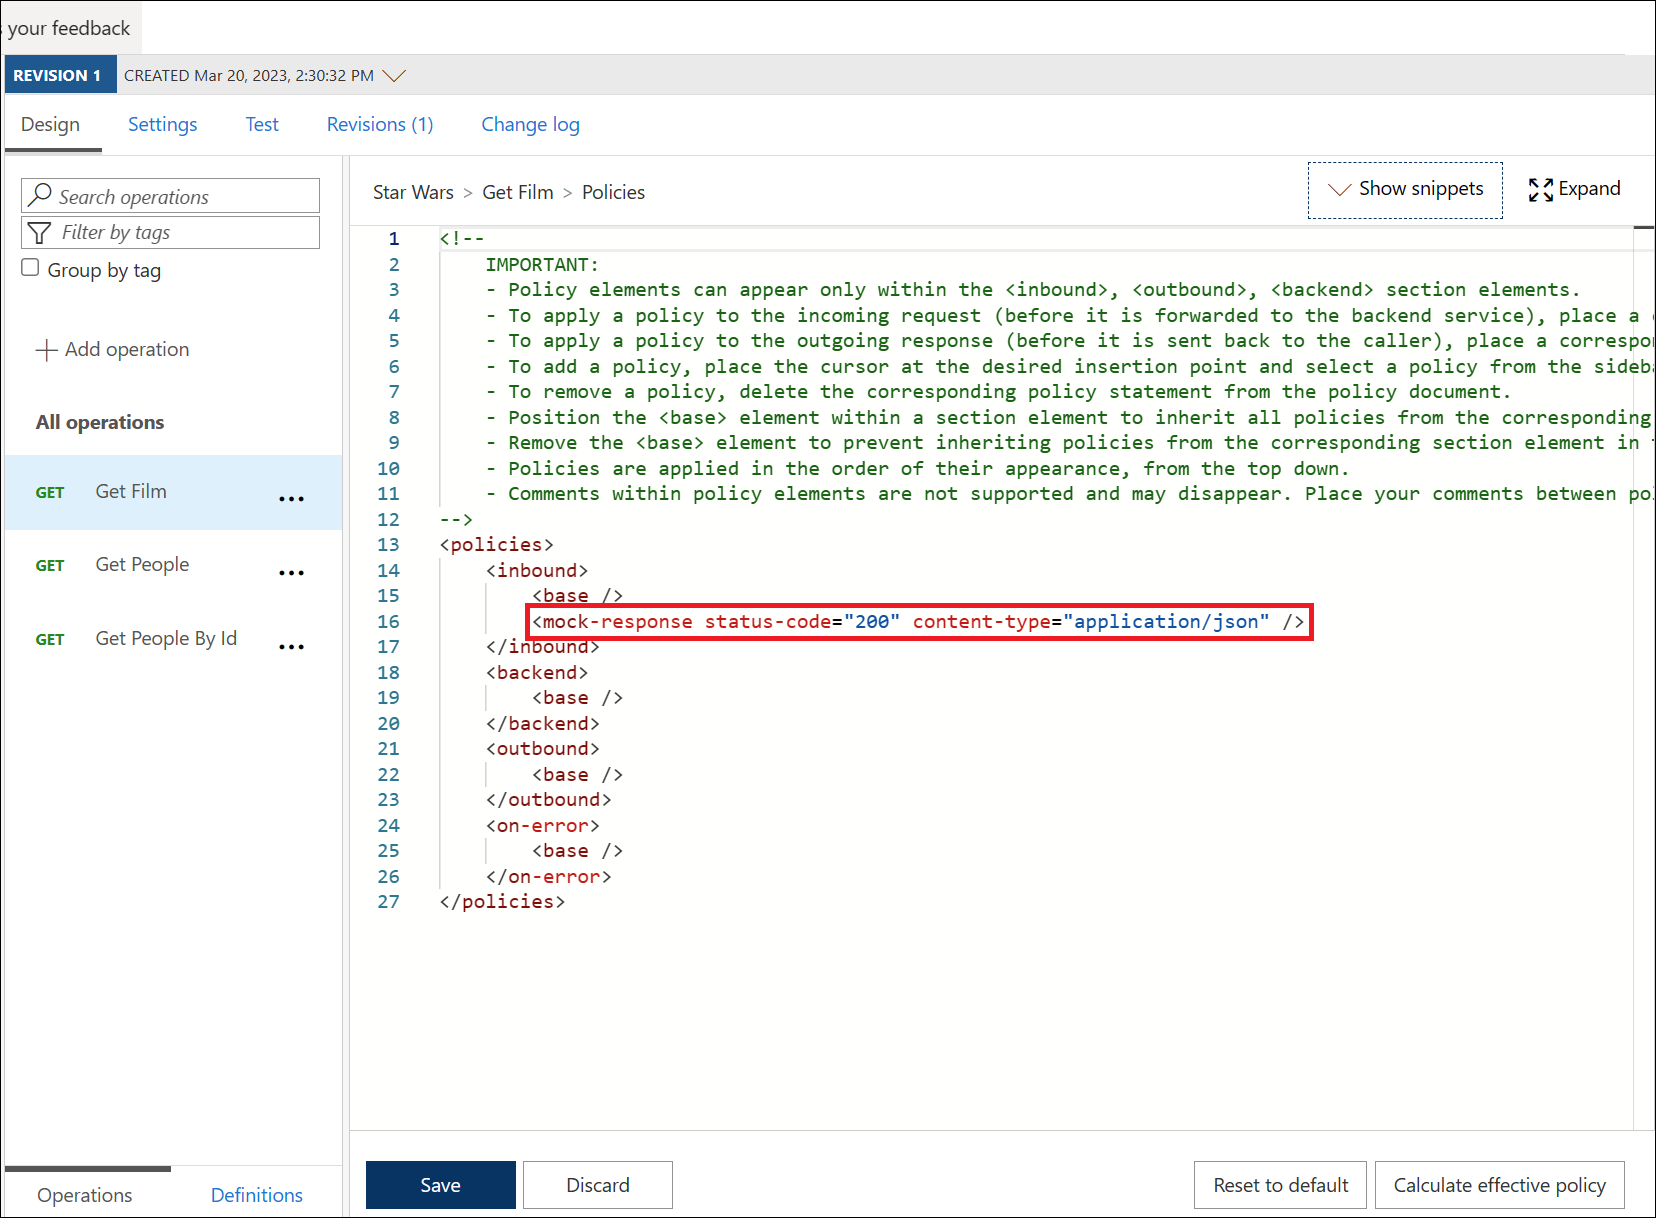 your feedback
REVISION 1 CREATED Mar 20, 2023, 2:30:32 PM
Design Settings Test Revisions (1) Change log
Search operations
Filter by tags
Group by tag
Add operation
All operations
GET Get Film ...
GET Get People ...
GET Get People By Id ...
Operations Definitions
Star Wars > Get Film > Policies
Show snippets Expand
1 <!--
2 IMPORTANT:
3 - Policy elements can appear only within the <inbound>, <outbound>, <backend> section elements.
4 - To apply a policy to the incoming request (before it is forwarded to the backend service), place a
5 - To apply a policy to the outgoing response (before it is sent back to the caller), place a correspo
6 - To add a policy, place the cursor at the desired insertion point and select a policy from the sideb
7 - To remove a policy, delete the corresponding policy statement from the policy document.
8 - Position the <base> element within a section element to inherit all policies from the corresponding
9 - Remove the <base> element to prevent inheriting policies from the corresponding section element in
10 - Policies are applied in the order of their appearance, from the top down.
11 - Comments within policy elements are not supported and may disappear. Place your comments between po
12 -->
13 <policies>
14 <inbound>
15 <base />
16 <mock-response status-code="200" content-type="application/json" />
17 </inbound>
18 <backend>
19 <base />
20 </backend>
21 <outbound>
22 <base />
23 </outbound>
24 <on-error>
25 <base />
26 </on-error>
27 </policies>
Save Discard Reset to default Calculate effective policy